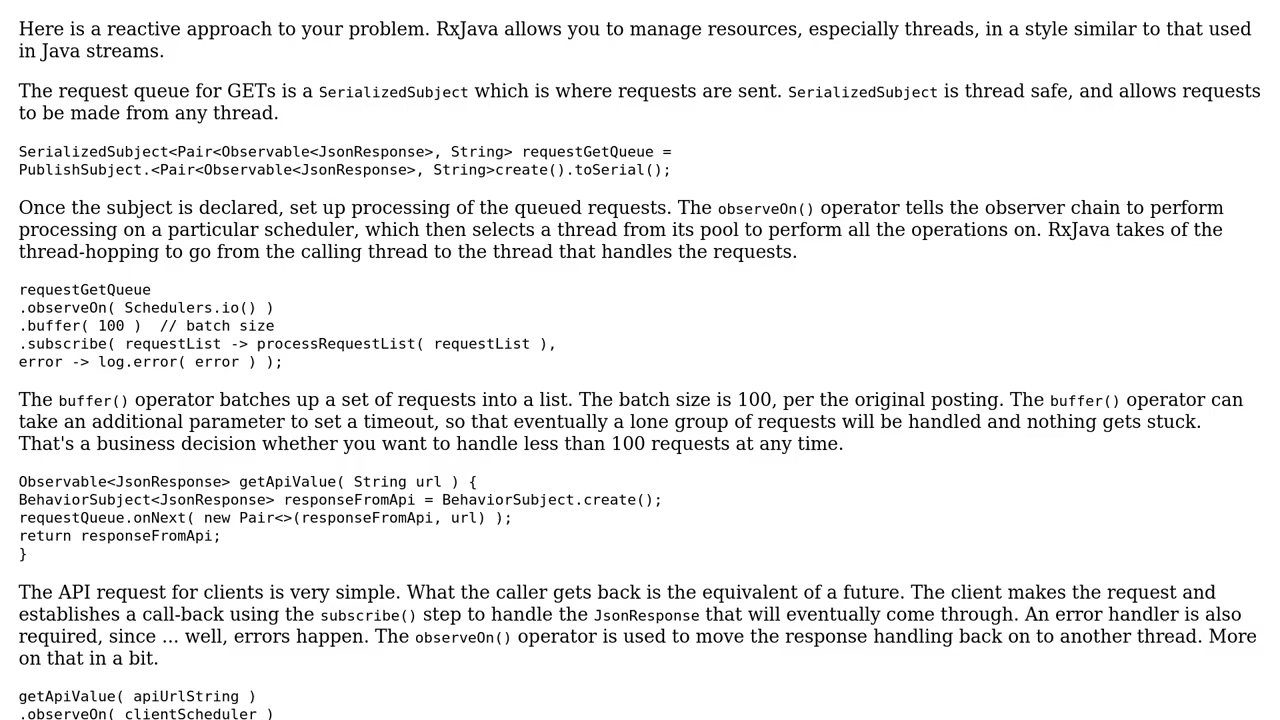 Here is a reactive approach to your problem. RxJava allows you to manage resources, especially threads, in a style similar to that used
in Java streams.
The request queue for GETs is a SerializedSubject which is where requests are sent. SerializedSubject is thread safe, and allows requests
to be made from any thread.
SerializedSubject<Pair<Observable<JsonResponse>, String> requestGetQueue =
PublishSubject.<Pair<Observable<JsonResponse>, String>create().toSerial();
Once the subject is declared, set up processing of the queued requests. The observeOn() operator tells the observer chain to perform
processing on a particular scheduler, which then selects a thread from its pool to perform all the operations on. RxJava takes of the
thread-hopping to go from the calling thread to the thread that handles the requests.
requestGetQueue
.observeOn( Schedulers.io() )
.buffer( 100 )  // batch size
.subscribe( requestList -> processRequestList( requestList ),
error -> log.error( error ) );
The buffer() operator batches up a set of requests into a list. The batch size is 100, per the original posting. The buffer() operator can
take an additional parameter to set a timeout, so that eventually a lone group of requests will be handled and nothing gets stuck.
That's a business decision whether you want to handle less than 100 requests at any time.
Observable<JsonResponse> getApiValue( String url ) {
BehaviorSubject<JsonResponse> responseFromApi = BehaviorSubject.create();
requestQueue.onNext( new Pair<>(responseFromApi, url) );
return responseFromApi;
}
The API request for clients is very simple. What the caller gets back is the equivalent of a future. The client makes the request and
establishes a call-back using the subscribe() step to handle the JsonResponse that will eventually come through. An error handler is also
required, since ... well, errors happen. The observeOn() operator is used to move the response handling back on to another thread. More
on that in a bit.
getApiValue( apiUrlString )
.observeOn( clientScheduler )